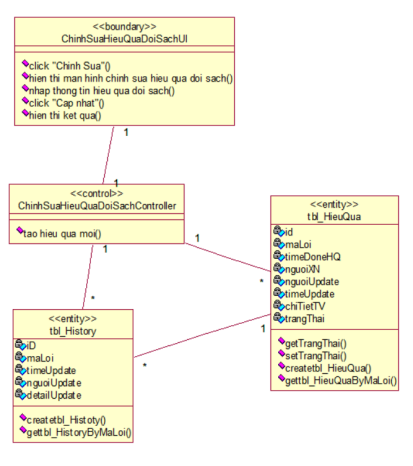 <<boundary>>
ChinhSuaHieuQuaDoiSachUI
click "Chinh Sua"()
hien thi man hinh chinh sua hieu qua doi sach()
nhap thong tin hieu qua doi sach()
click "Cap nhat"()
hien thi ket qua()
1
1
<<control>>
ChinhSuaHieuQuaDoiSachController
tao hieu qua moi()
1
1
*
*
<<entity>>
tbl_HieuQua
id
maLoi
timeDoneHQ
nguoiXN
nguoiUpdate
timeUpdate
chiTietTV
trangThai
getTrangThai()
setTrangThai()
createtbl_HieuQua()
gettbl_HieuQuaByMaLoi()
1
*
<<entity>>
tbl_History
iD
maLoi
timeUpdate
nguoiUpdate
detailUpdate
createtbl_Histoty()
gettbl_HistoryByMaLoi()